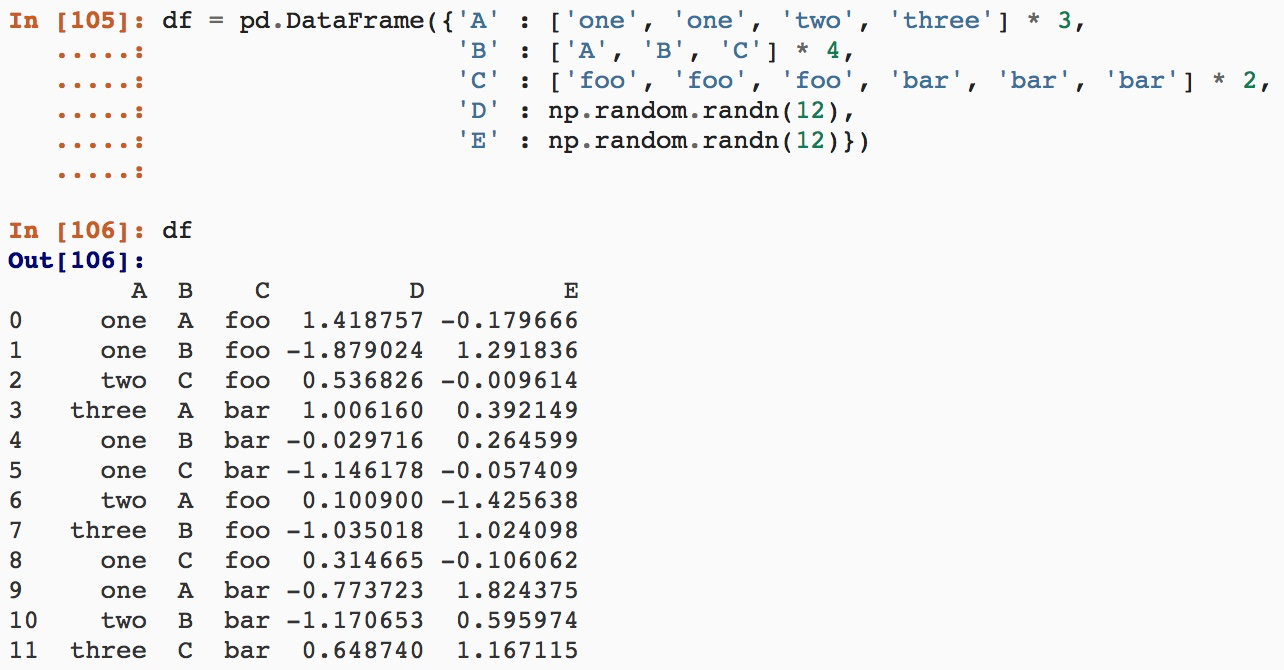 In [105]: df = pd.DataFrame({'A' : ['one', 'one', 'two', 'three'] * 3,
   .....:                    'B' : ['A', 'B', 'C'] * 4,
   .....:                    'C' : ['foo', 'foo', 'foo', 'bar', 'bar', 'bar'] * 2,
   .....:                    'D' : np.random.randn(12),
   .....:                    'E' : np.random.randn(12)})
   .....:
In [106]: df
Out[106]:
        A  B    C         D         E
0     one  A  foo  1.418757 -0.179666
1     one  B  foo -1.879024  1.291836
2     two  C  foo  0.536826 -0.009614
3   three  A  bar  1.006160  0.392149
4     one  B  bar -0.029716  0.264599
5     one  C  bar -1.146178 -0.057409
6     two  A  foo  0.100900 -1.425638
7   three  B  foo -1.035018  1.024098
8     one  C  foo  0.314665 -0.106062
9     one  A  bar -0.773723  1.824375
10    two  B  bar -1.170653  0.595974
11  three  C  bar  0.648740  1.167115